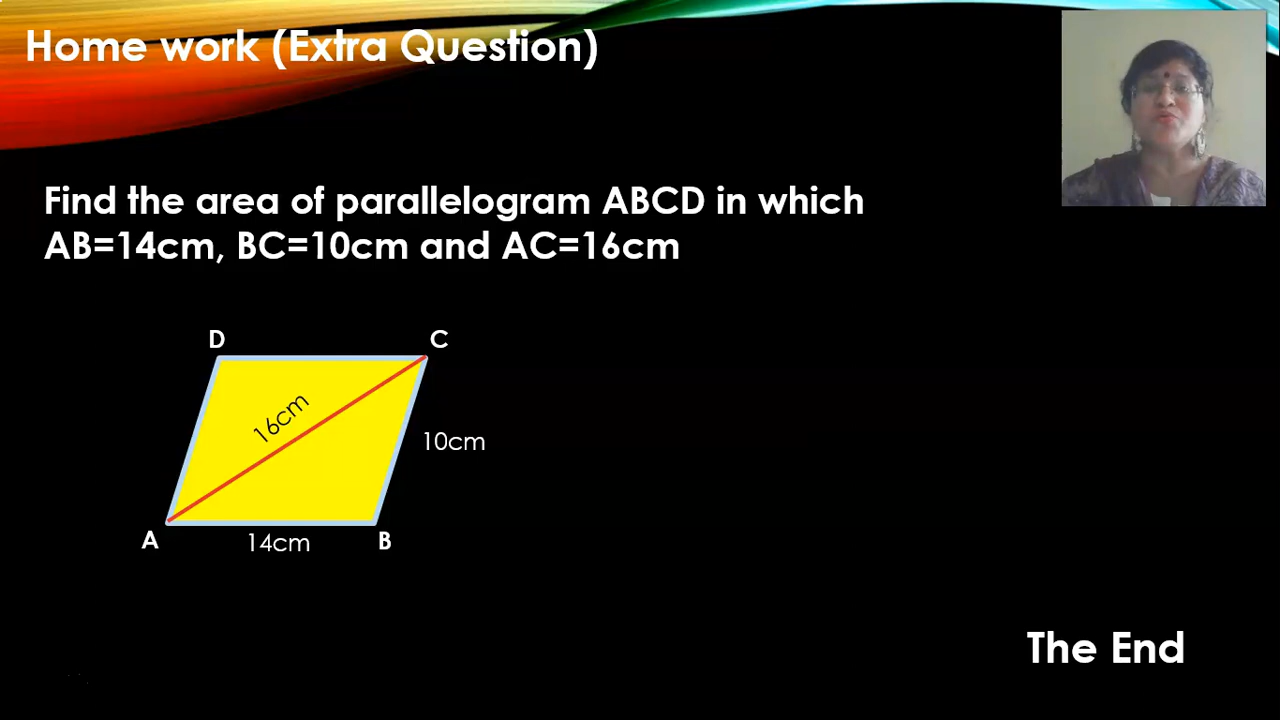 Home work (Extra Question)
Find the area of parallelogram ABCD in which
AB=14cm, BC=10cm and AC=16cm
D
C
16cm
10cm
A
14cm
B
The End